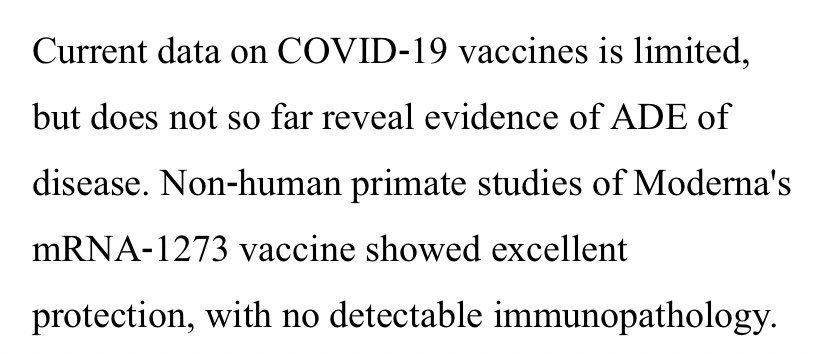 Current data on COVID-19 vaccines is limited,
but does not so far reveal evidence of ADE of
disease. Non-human primate studies of Moderna's
mRNA-1273 vaccine showed excellent
protection, with no detectable immunopathology.